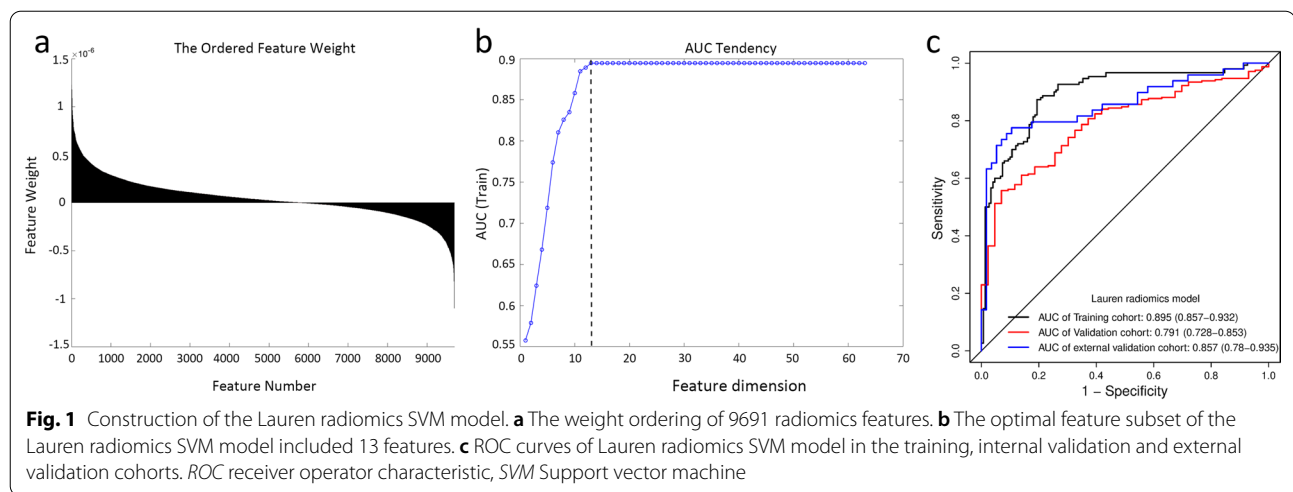 a
The Ordered Feature Weight
×10⁻⁶
1.5
1
0.5
0
-0.5
-1
-1.5
Feature Weight
0 1000 2000 3000 4000 5000 6000 7000 8000 9000
Feature Number
b
AUC Tendency
0.9
0.85
0.8
0.75
0.7
0.65
0.6
0.55
AUC (Train)
0 10 20 30 40 50 60 70
Feature dimension
c
1.0
0.8
0.6
0.4
0.2
0.0
Sensitivity
Lauren radiomics model
AUC of Training cohort: 0.895 (0.857−0.932)
AUC of Validation cohort: 0.791 (0.728−0.853)
AUC of external validation cohort: 0.857 (0.78−0.935)
0.0 0.2 0.4 0.6 0.8 1.0
1 − Specificity
Fig. 1 Construction of the Lauren radiomics SVM model. a The weight ordering of 9691 radiomics features. b The optimal feature subset of the
Lauren radiomics SVM model included 13 features. c ROC curves of Lauren radiomics SVM model in the training, internal validation and external
validation cohorts. ROC receiver operator characteristic, SVM Support vector machine